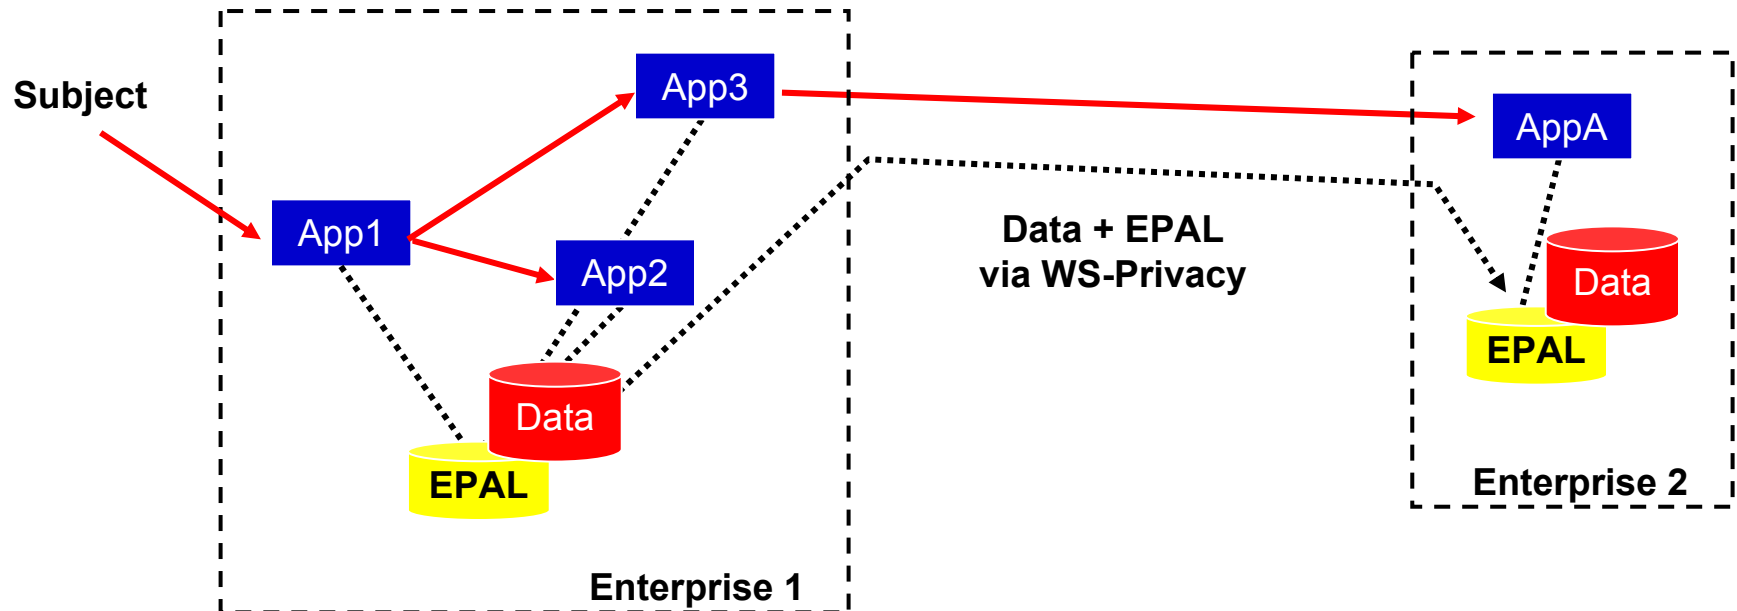 Subject
App3
AppA
App1
App2
Data + EPAL
via WS-Privacy
Data
EPAL
Data
EPAL
Enterprise 2
Enterprise 1